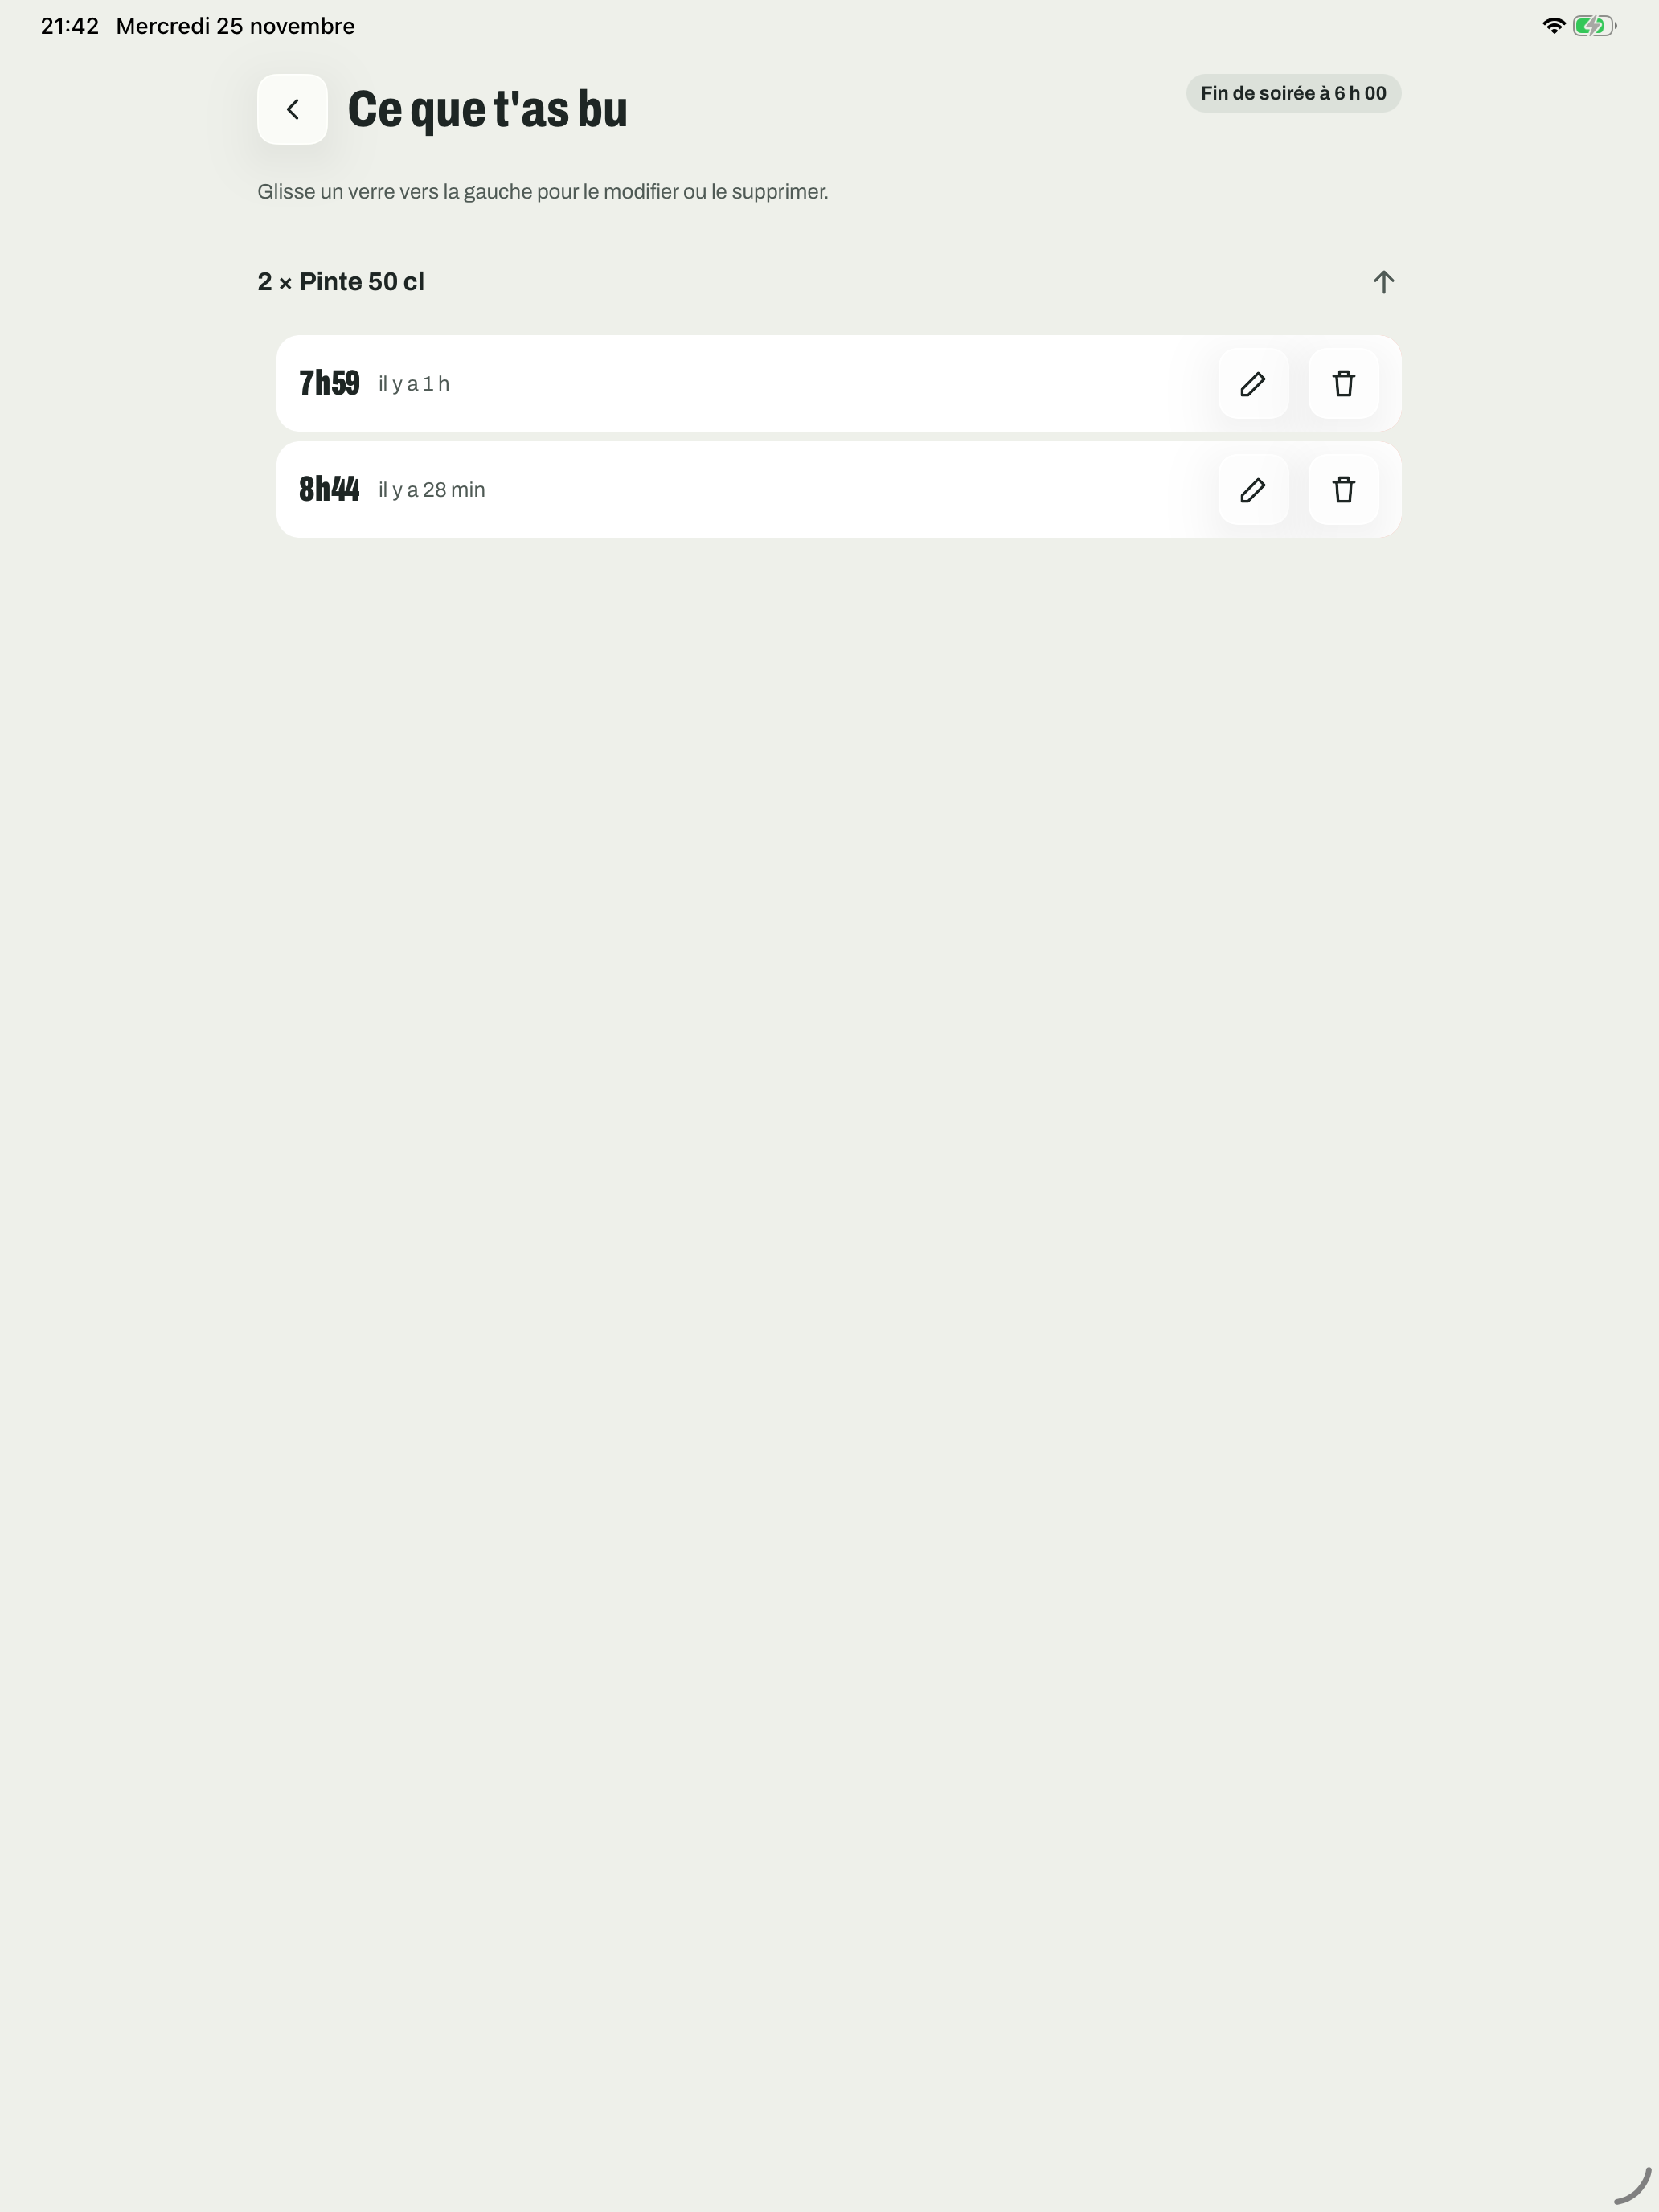 21:42 Mercredi 25 novembre
Ce que t'as bu
Fin de soirée à 6 h 00
Glisse un verre vers la gauche pour le modifier ou le supprimer.
2 × Pinte 50 cl
7h59 il y a 1 h
8h44 il y a 28 min